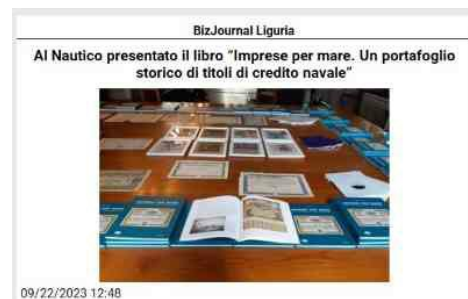 BizJournal Liguria
Al Nautico presentato il libro “Imprese per mare. Un portafoglio
storico di titoli di credito navale”
09/22/2023 12:48